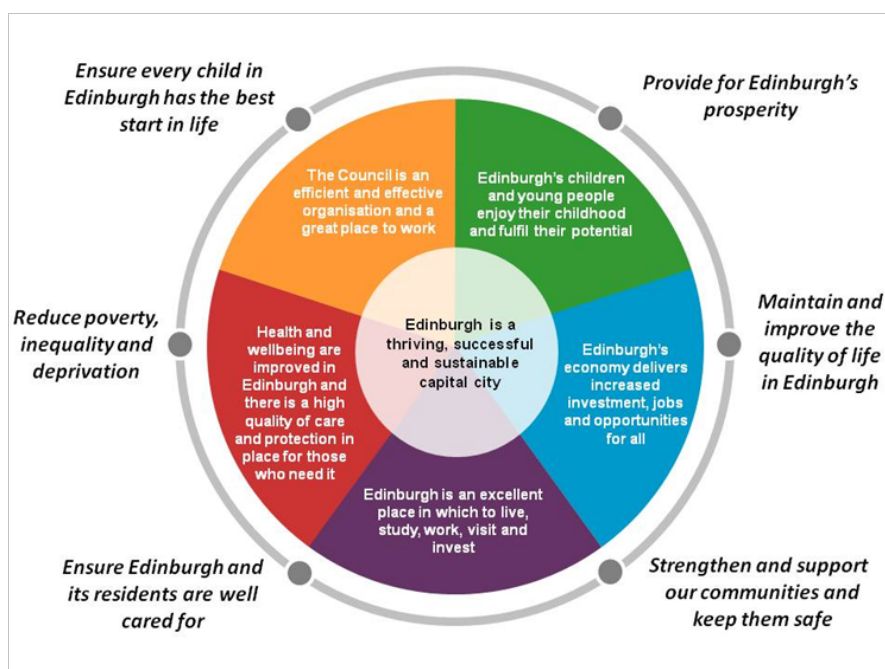 Ensure every child in
Edinburgh has the best
start in life
Provide for Edinburgh's
prosperity
The Council is an
efficient and effective
organisation and a
great place to work
Edinburgh's children
and young people
enjoy their childhood
and fulfil their potential
Reduce poverty,
inequality and
deprivation
Health and
wellbeing are
improved in
Edinburgh and
there is a high
quality of care
and protection in
place for those
who need it
Edinburgh is a
thriving, successful
and sustainable
capital city
Edinburgh's
economy delivers
increased
investment, jobs
and opportunities
for all
Maintain and
improve the
quality of life
in Edinburgh
Edinburgh is an excellent
place in which to live,
study, work, visit and
invest
Ensure Edinburgh and
its residents are well
cared for
Strengthen and support
our communities and
keep them safe